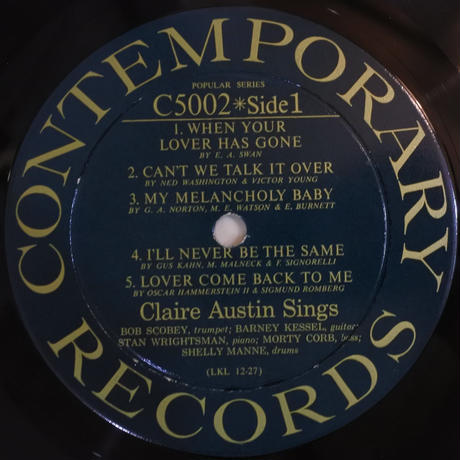 CONTEMPORARY
RECORDS
POPULAR SERIES
C5002*Side1
1. WHEN YOUR
LOVER HAS GONE
BY E. A. SWAN
2. CAN'T WE TALK IT OVER
BY NED WASHINGTON & VICTOR YOUNG
3. MY MELANCHOLY BABY
BY G. A. NORTON, M. E. WATSON & E. BURNETT
4. I'LL NEVER BE THE SAME
BY GUS KAHN, M. MALNECK & F. SIGNORELLI
5. LOVER COME BACK TO ME
BY OSCAR HAMMERSTEIN II & SIGMUND ROMBERG
Claire Austin Sings
BOB SCOBEY, trumpet; BARNEY KESSEL, guitar
STAN WRIGHTSMAN, piano; MORTY CORB, bass;
SHELLY MANNE, drums
(LKL 12-27)